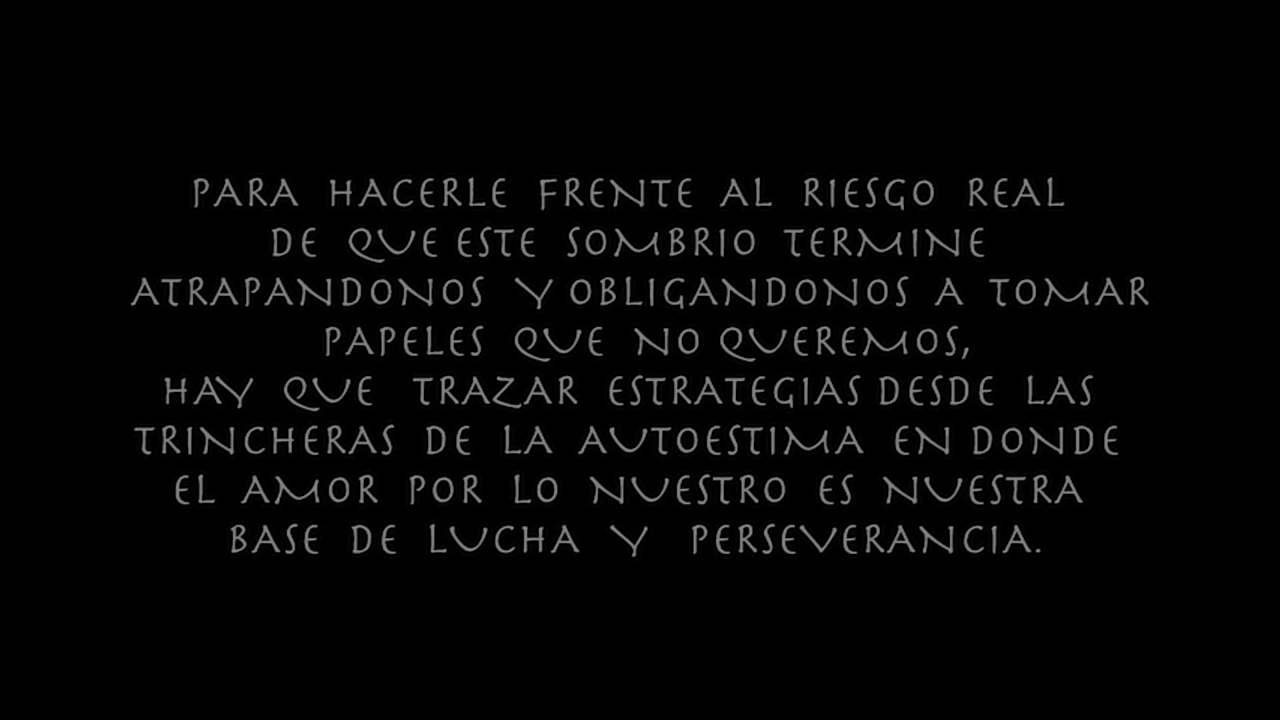 PARA HACERLE FRENTE AL RIESGO REAL
DE QUE ESTE SOMBRIO TERMINE
ATRAPANDONOS Y OBLIGANDONOS A TOMAR
PAPELES QUE NO QUEREMOS,
HAY QUE TRAZAR ESTRATEGIAS DESDE LAS
TRINCHERAS DE LA AUTOESTIMA EN DONDE
EL AMOR POR LO NUESTRO ES NUESTRA
BASE DE LUCHA Y PERSEVERANCIA.